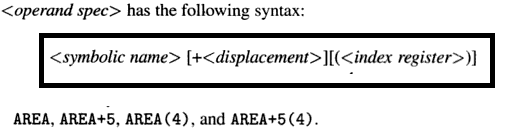 <operand spec> has the following syntax:
<symbolic name> [+<displacement>][(<index register>)]
AREA, AREA+5, AREA(4), and AREA+5(4).